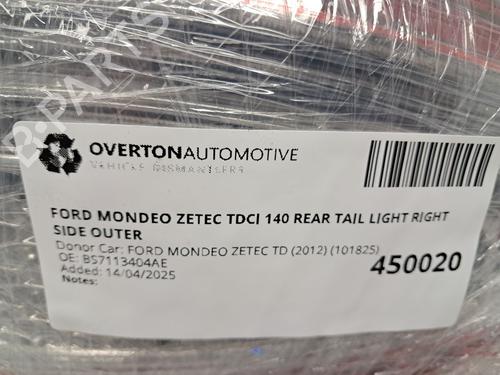 OVERTONAUTOMOTIVE
VEHICLE DISMANTLERS
FORD MONDEO ZETEC TDCI 140 REAR TAIL LIGHT RIGHT
SIDE OUTER
Donor Car: FORD MONDEO ZETEC TD (2012) (101825)
OE: BS7113404AE
Added: 14/04/2025
Notes:
450020
B-PARTS